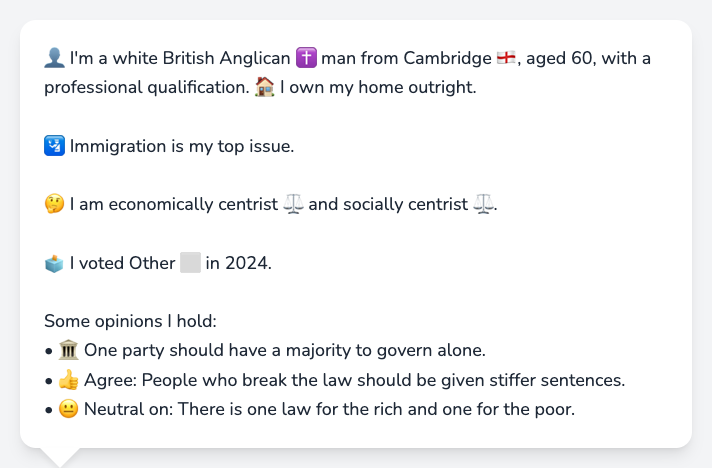 👤 I'm a white British Anglican ✝️ man from Cambridge 🏴󠁧󠁢󠁥󠁮󠁧󠁿, aged 60, with a
professional qualification. 🏠 I own my home outright.
🛂 Immigration is my top issue.
🤔 I am economically centrist ⚖️ and socially centrist ⚖️.
🗳️ I voted Other ⬜ in 2024.
Some opinions I hold:
• 🏛️ One party should have a majority to govern alone.
• 👍 Agree: People who break the law should be given stiffer sentences.
• 😐 Neutral on: There is one law for the rich and one for the poor.